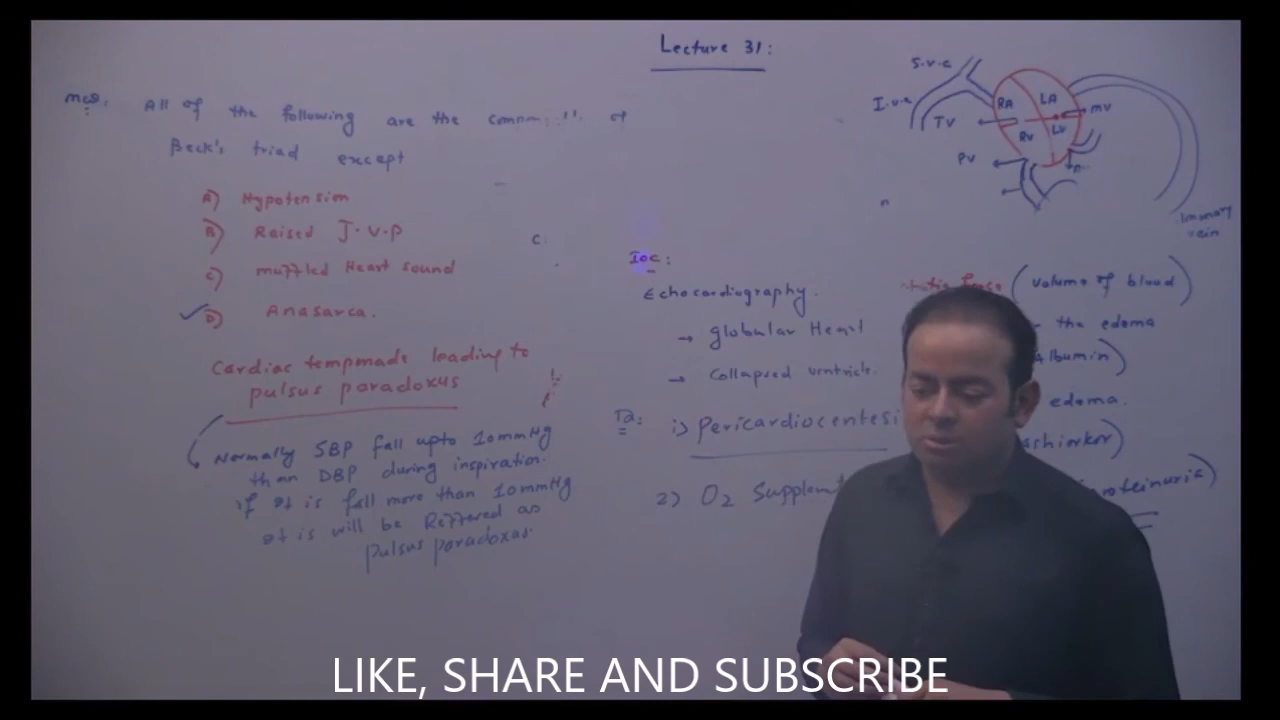 Lecture 31:
MCQ: All of the following are the of
Beck's triad except
A) Hypotension
B) Raised J.V.P
C) muffled Heart sound
D) Anasarca.
Cardiac tempmade leading to
pulsus paradoxus
Normally SBP fall upto 10mmHg
than DBP during inspiration.
If it is fall more than 10mmHg
it is will be Reffered as
pulsus paradoxus.
C.
IOC:
Echocardiography.
→ globular Heart
→ Collapsed ventricle.
i) Pericardiocentesi
2) O2
S.v.c
I.v.c
RA
LA
RV
LV
TV
MV
PV
(volume of blood)
the edema
Albumin)
edema.
roteinuria)
LIKE, SHARE AND SUBSCRIBE